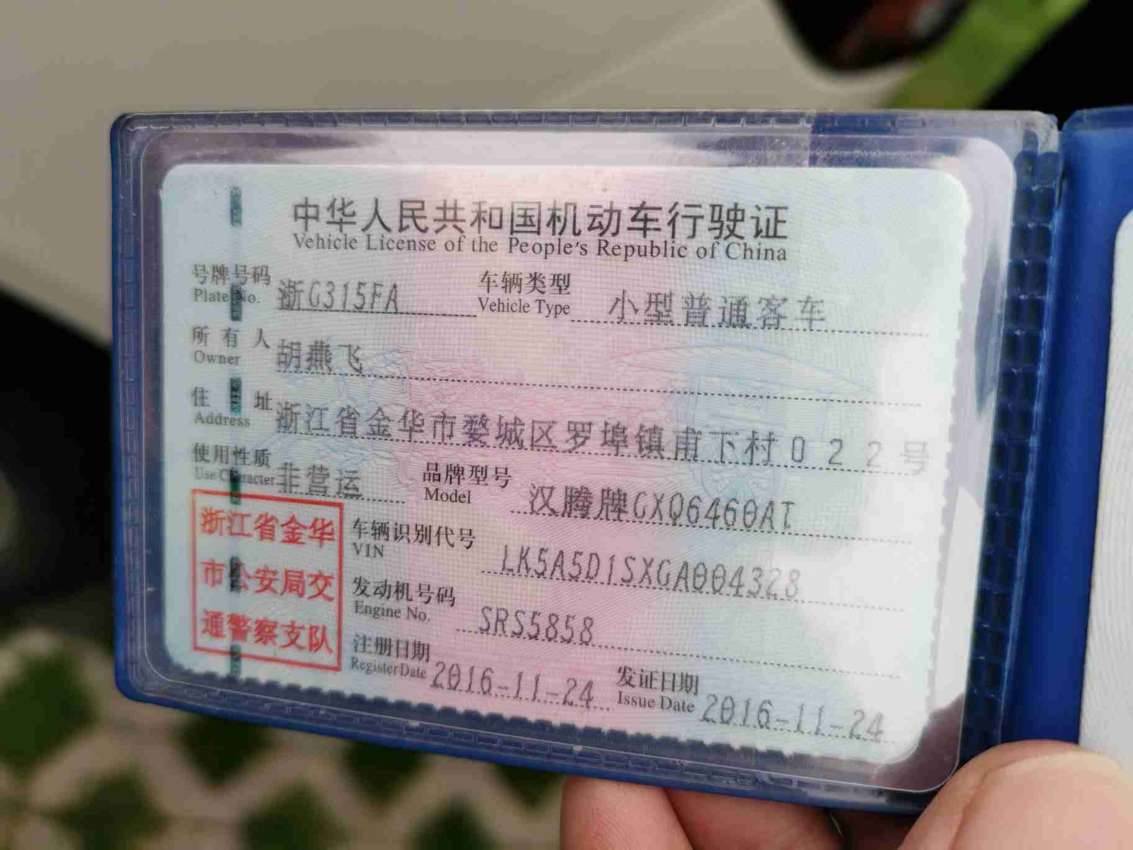 中华人民共和国机动车行驶证
Vehicle License of the People's Republic of China
号牌号码 浙G315FA 车辆类型 小型普通客车
Plate No. Vehicle Type
所有人 胡燕飞
Owner
住址 浙江省金华市婺城区罗埠镇甫下村022号
Address
使用性质 非营运 品牌型号 汉腾牌GXQ6460AT
Use Character Model
浙江省金华
市公安局交
通警察支队
车辆识别代号 LK5A5D1SXGA004328
VIN
发动机号码 SRS5858
Engine No.
注册日期 2016-11-24 发证日期 2016-11-24
Register Date Issue Date